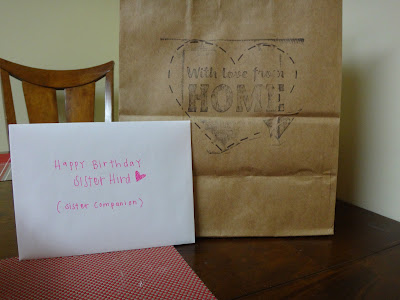 With love from
HOME
Happy Birthday
Sister Hird
(Sister Companion)